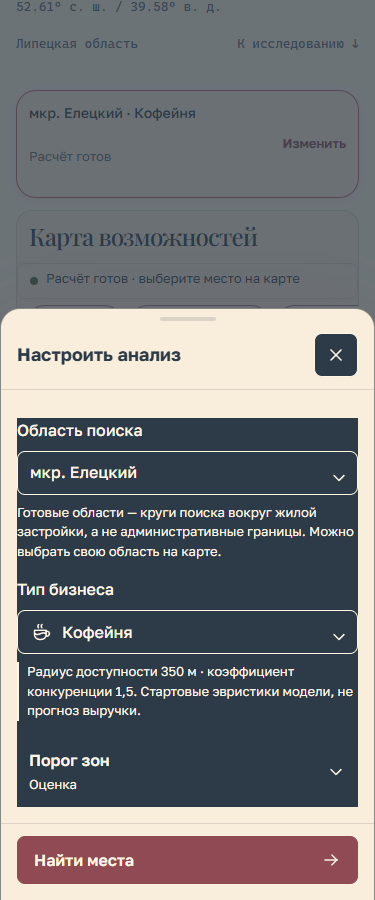 52.61° с. ш. / 39.58° в. д.
Липецкая область
К исследованию ↓
мкр. Елецкий · Кофейня
Изменить
Расчёт готов
Карта возможностей
Расчёт готов · выберите место на карте
Настроить анализ
Область поиска
мкр. Елецкий
Готовые области — круги поиска вокруг жилой
застройки, а не административные границы. Можно
выбрать свою область на карте.
Тип бизнеса
Кофейня
Радиус доступности 350 м · коэффициент
конкуренции 1,5. Стартовые эвристики модели, не
прогноз выручки.
Порог зон
Оценка
Найти места